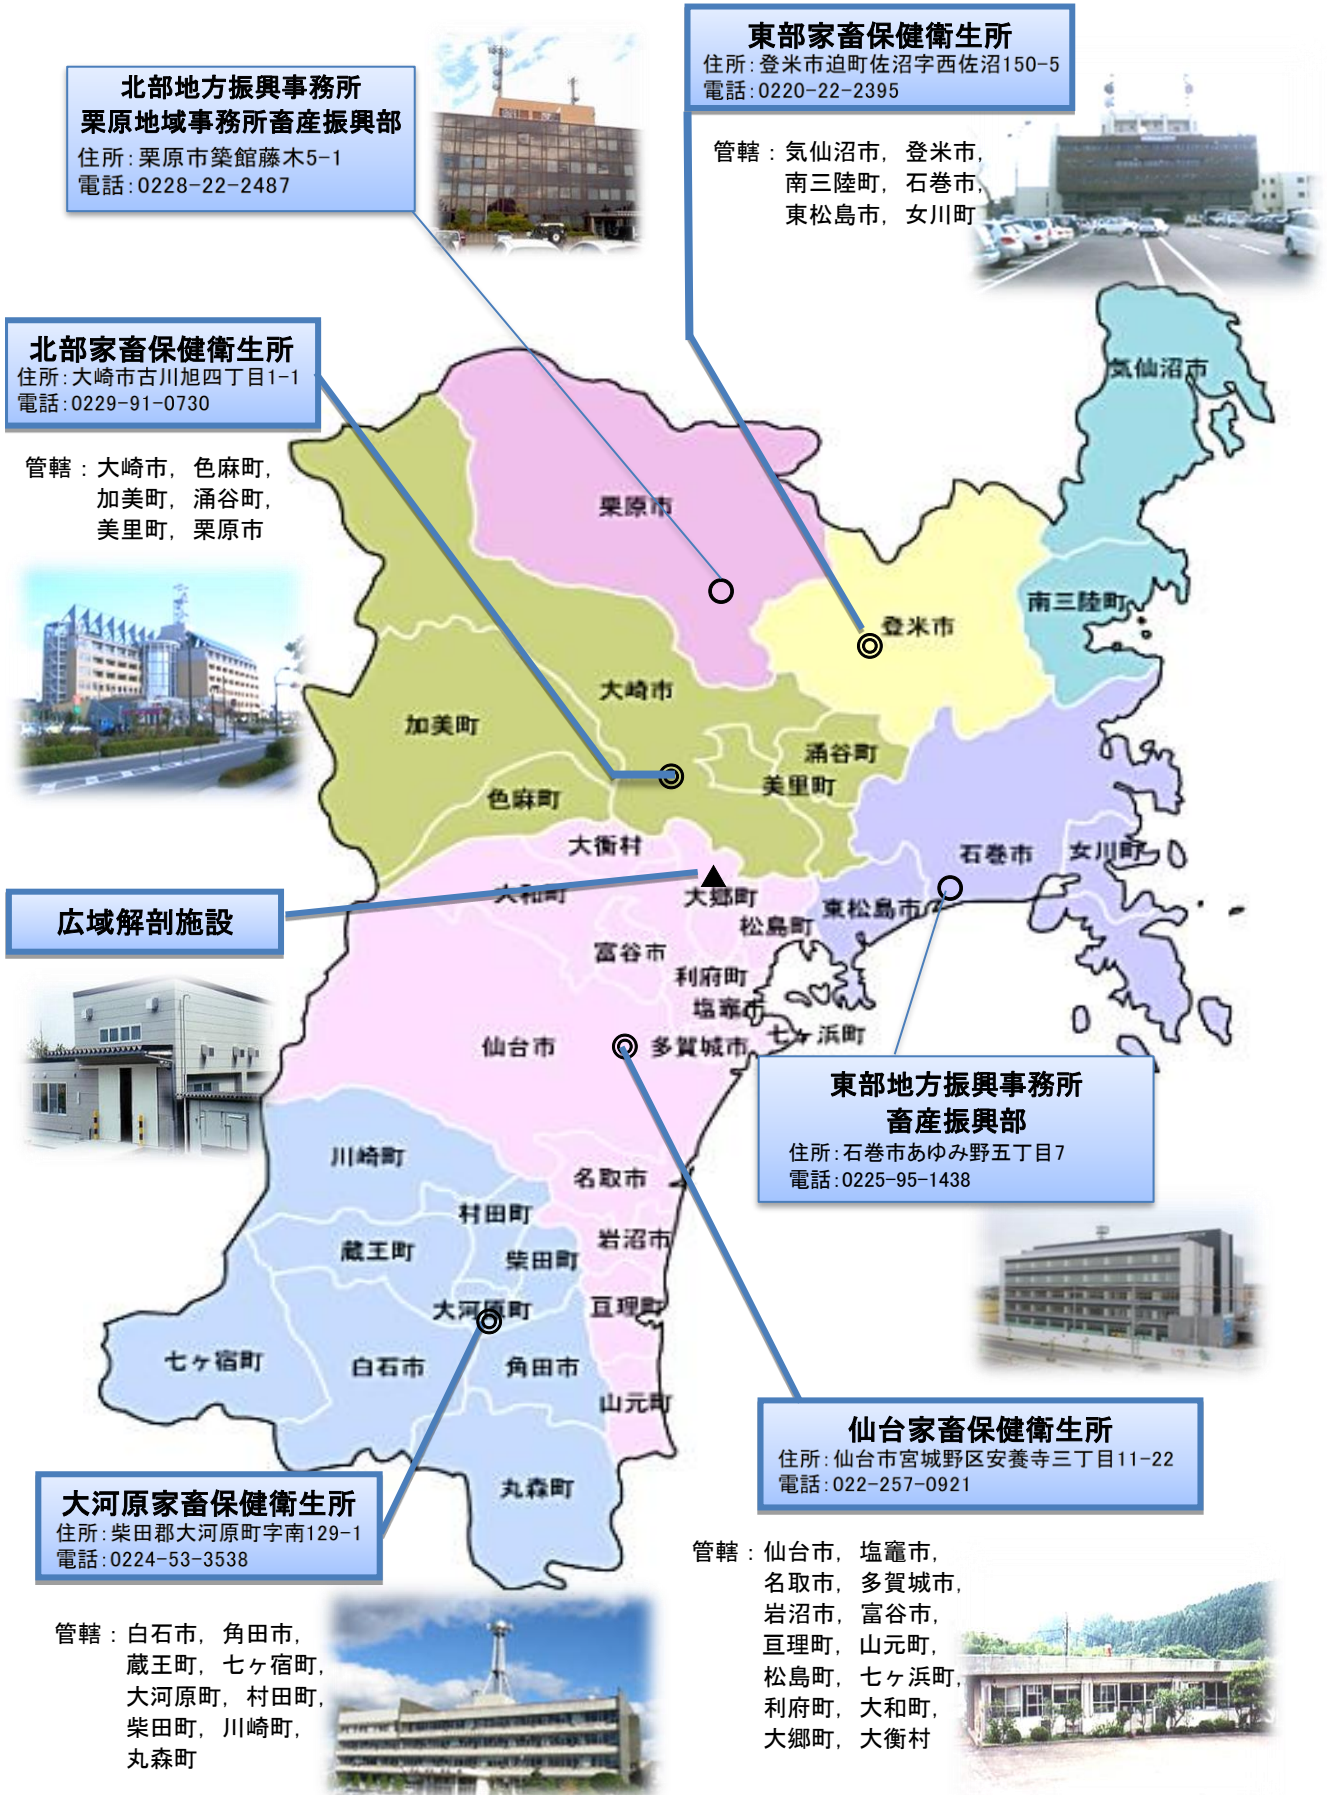 東部家畜保健衛生所
住所:登米市迫町佐沼字西佐沼150-5
電話:0220-22-2395
管轄:気仙沼市, 登米市,
南三陸町, 石巻市,
東松島市, 女川町
北部地方振興事務所
栗原地域事務所畜産振興部
住所:栗原市築館藤木5-1
電話:0228-22-2487
北部家畜保健衛生所
住所:大崎市古川旭四丁目1-1
電話:0229-91-0730
管轄:大崎市, 色麻町,
加美町, 涌谷町,
美里町, 栗原市
気仙沼市
栗原市
南三陸町
登米市
大崎市
加美町
涌谷町
美里町
色麻町
大衡村
石巻市
女川町
大和町
大郷町
東松島市
松島町
富谷市
利府町
塩竈市
七ヶ浜町
仙台市
多賀城市
広域解剖施設
東部地方振興事務所
畜産振興部
住所:石巻市あゆみ野五丁目7
電話:0225-95-1438
川崎町
名取市
村田町
岩沼市
蔵王町
柴田町
大河原町
亘理町
七ヶ宿町
白石市
角田市
山元町
丸森町
仙台家畜保健衛生所
住所:仙台市宮城野区安養寺三丁目11-22
電話:022-257-0921
管轄:仙台市, 塩竈市,
名取市, 多賀城市,
岩沼市, 富谷市,
亘理町, 山元町,
松島町, 七ヶ浜町,
利府町, 大和町,
大郷町, 大衡村
大河原家畜保健衛生所
住所:柴田郡大河原町字南129-1
電話:0224-53-3538
管轄:白石市, 角田市,
蔵王町, 七ヶ宿町,
大河原町, 村田町,
柴田町, 川崎町,
丸森町